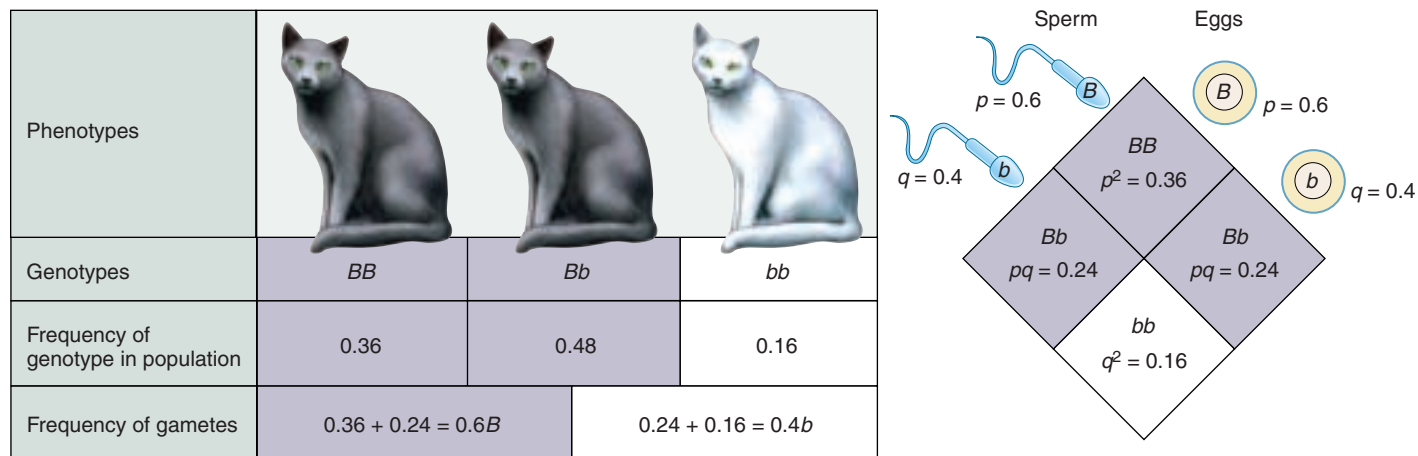 Phenotypes
Genotypes
BB
Bb
bb
Frequency of
genotype in population
0.36
0.48
0.16
Frequency of gametes
0.36 + 0.24 = 0.6B
0.24 + 0.16 = 0.4b
Sperm
Eggs
B
p = 0.6
b
q = 0.4
B
p = 0.6
b
q = 0.4
BB
p² = 0.36
Bb
pq = 0.24
Bb
pq = 0.24
bb
q² = 0.16